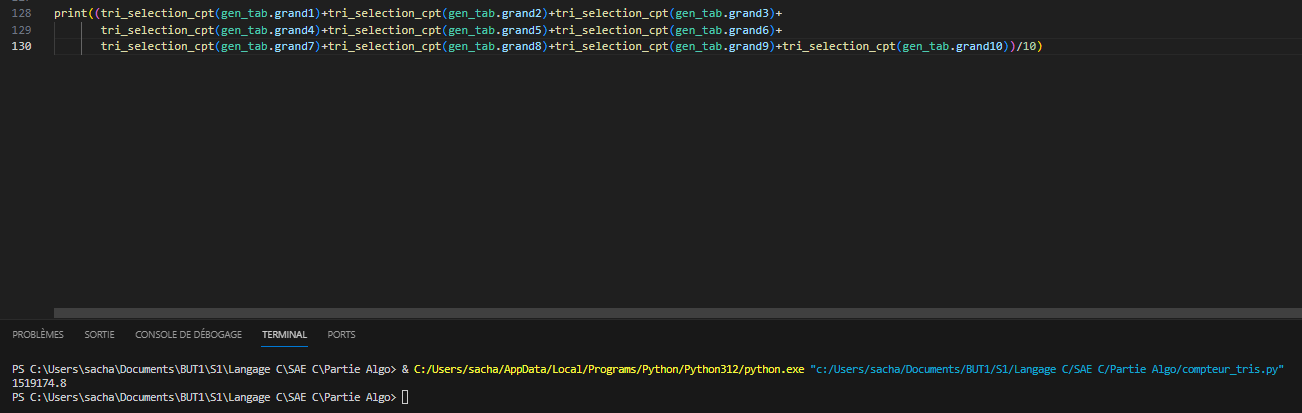 128 print((tri_selection_cpt(gen_tab.grand1)+tri_selection_cpt(gen_tab.grand2)+tri_selection_cpt(gen_tab.grand3)+
129 tri_selection_cpt(gen_tab.grand4)+tri_selection_cpt(gen_tab.grand5)+tri_selection_cpt(gen_tab.grand6)+
130 tri_selection_cpt(gen_tab.grand7)+tri_selection_cpt(gen_tab.grand8)+tri_selection_cpt(gen_tab.grand9)+tri_selection_cpt(gen_tab.grand10))/10)
PROBLÈMES SORTIE CONSOLE DE DÉBOGAGE TERMINAL PORTS
PS C:\Users\sacha\Documents\BUT1\S1\Langage C\SAE C\Partie Algo> & C:/Users/sacha/AppData/Local/Programs/Python/Python312/python.exe "c:/Users/sacha/Documents/BUT1/S1/Langage C/SAE C/Partie Algo/compteur_tris.py"
1519174.8
PS C:\Users\sacha\Documents\BUT1\S1\Langage C\SAE C\Partie Algo>